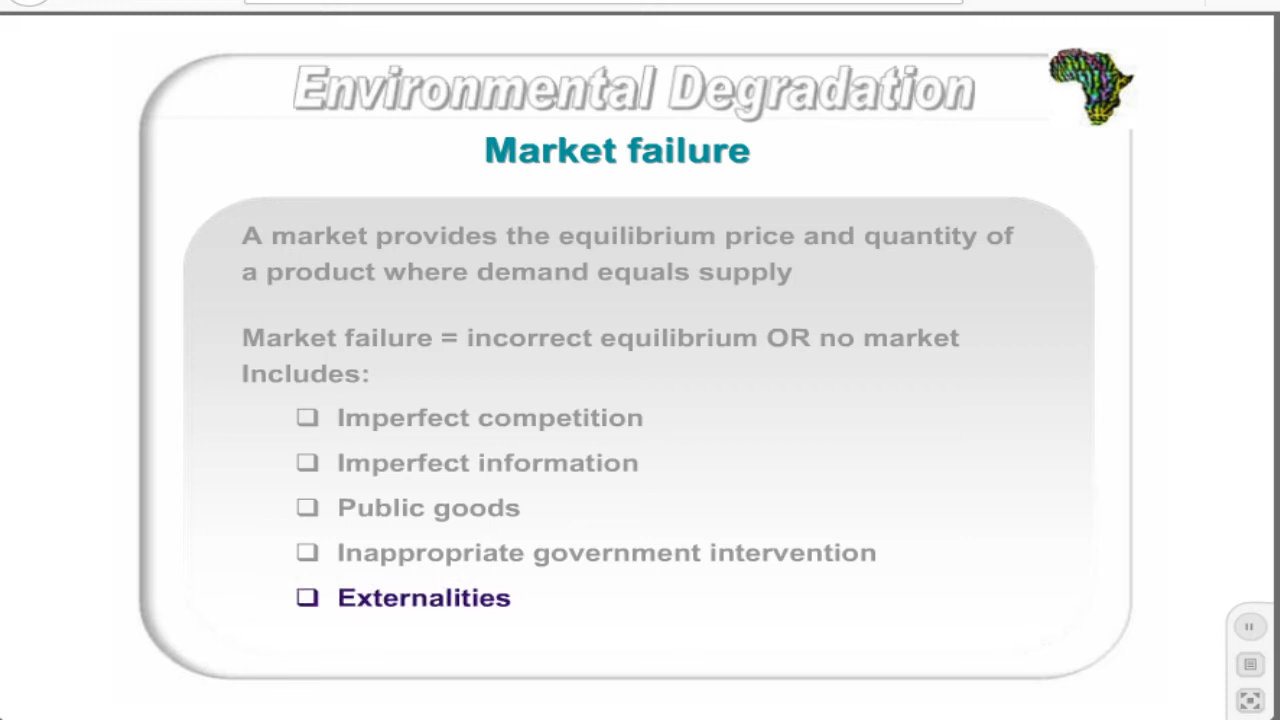 Environmental Degradation
Market failure
A market provides the equilibrium price and quantity of
a product where demand equals supply
Market failure = incorrect equilibrium OR no market
Includes:
❑ Imperfect competition
❑ Imperfect information
❑ Public goods
❑ Inappropriate government intervention
❑ Externalities